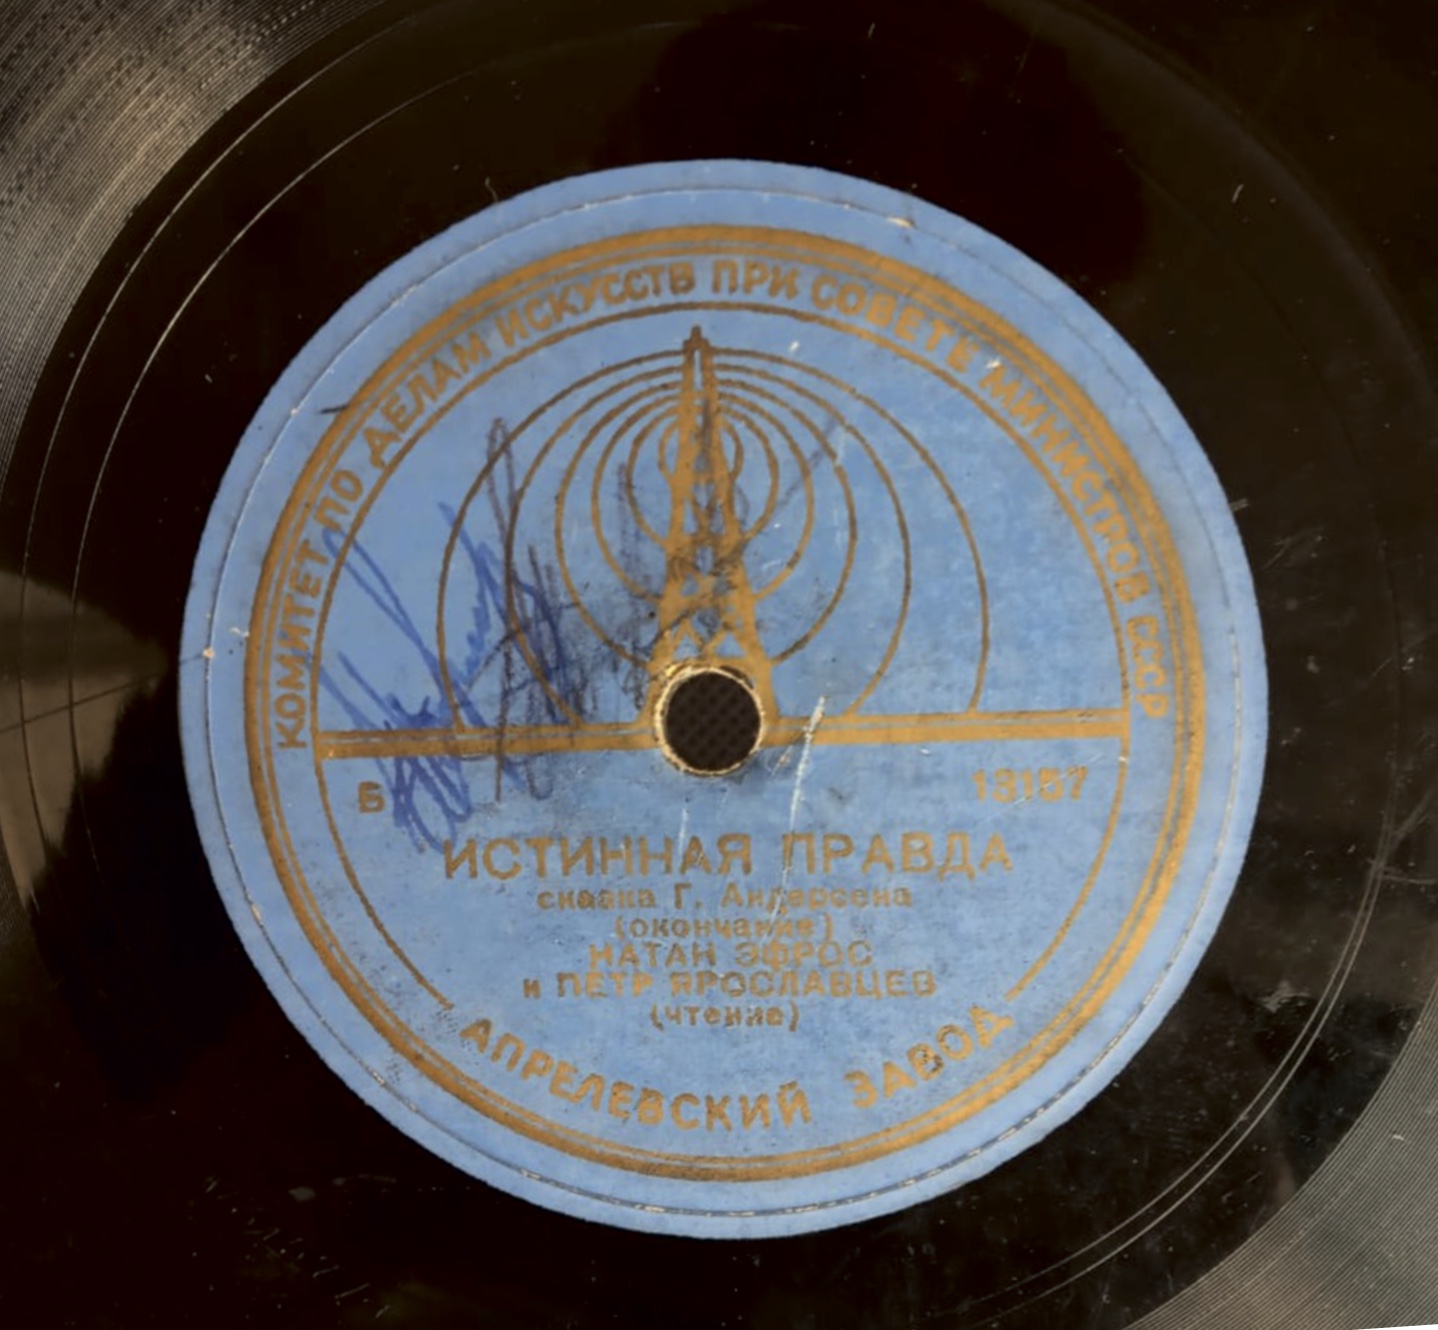 КОМИТЕТ ПО ДЕЛАМ ИСКУССТВ ПРИ СОВЕТЕ МИНИСТРОВ СССР
Б 13157
ИСТИННАЯ ПРАВДА
сказка Г. Андерсена
(окончание)
НАТАН ЭФРОС
и ПЕТР ЯРОСЛАВЦЕВ
(чтение)
АПРЕЛЕВСКИЙ ЗАВОД